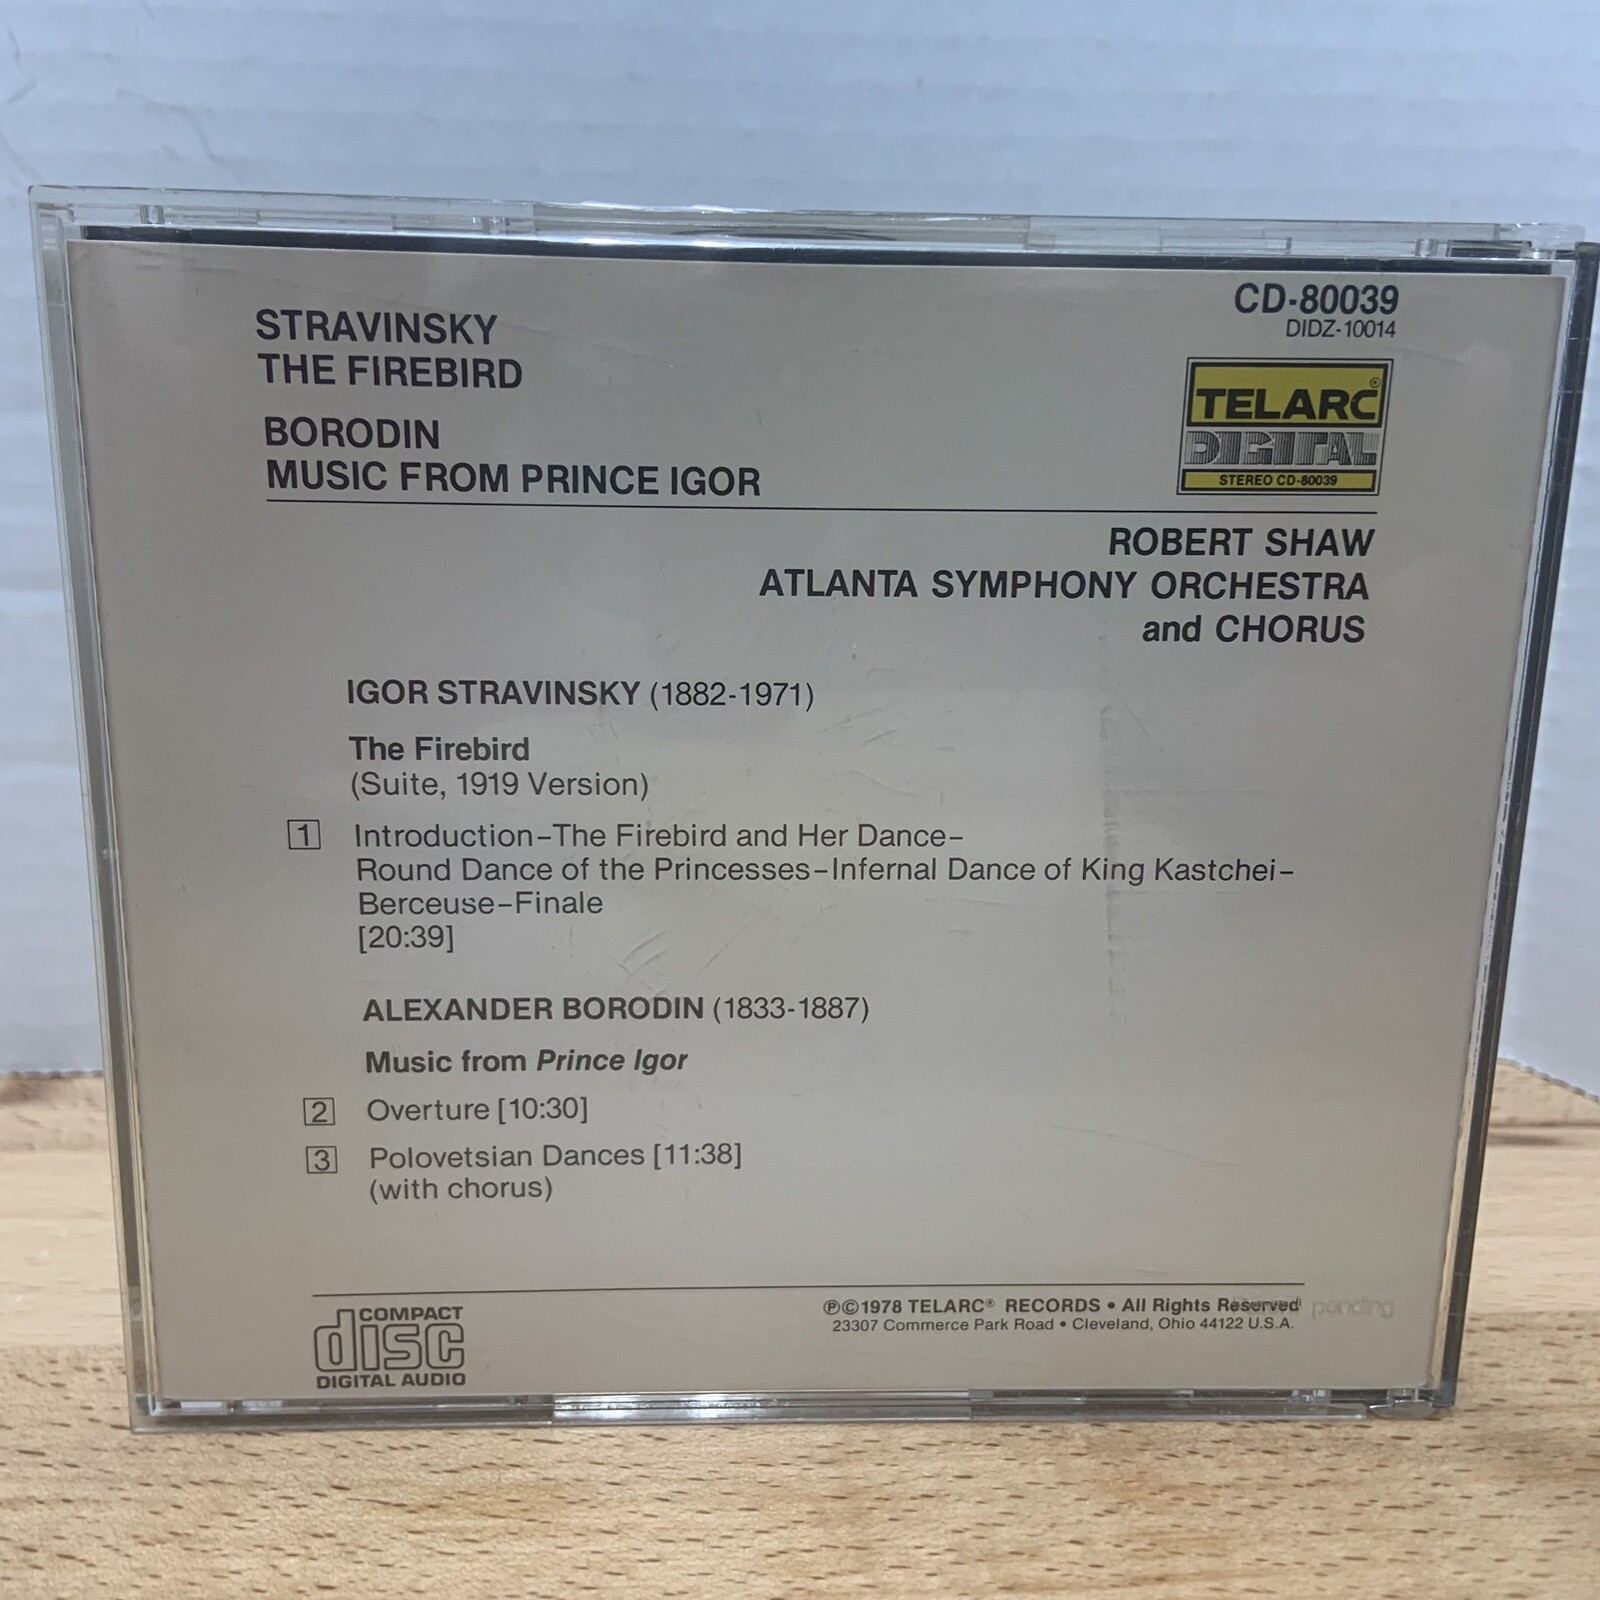 CD-80039
DIDZ-10014
STRAVINSKY
THE FIREBIRD
BORODIN
MUSIC FROM PRINCE IGOR
TELARC®
DIGITAL
STEREO CD-80039
ROBERT SHAW
ATLANTA SYMPHONY ORCHESTRA
and CHORUS
IGOR STRAVINSKY (1882-1971)
The Firebird
(Suite, 1919 Version)
1 Introduction–The Firebird and Her Dance–
Round Dance of the Princesses–Infernal Dance of King Kastchei–
Berceuse–Finale
[20:39]
ALEXANDER BORODIN (1833-1887)
Music from Prince Igor
2 Overture [10:30]
3 Polovetsian Dances [11:38]
(with chorus)
COMPACT
disc
DIGITAL AUDIO
℗©1978 TELARC® RECORDS • All Rights Reserved
pending
23307 Commerce Park Road • Cleveland, Ohio 44122 U.S.A.